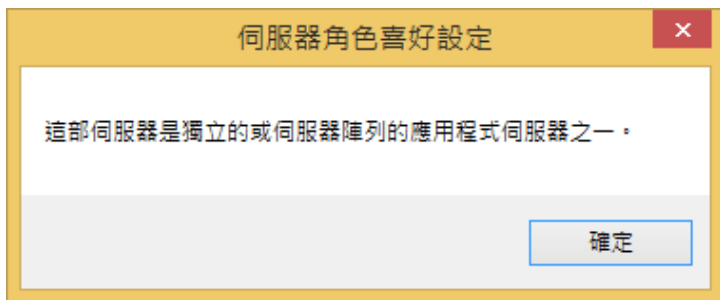 伺服器角色喜好設定
這部伺服器是獨立的或伺服器陣列的應用程式伺服器之一。
確定